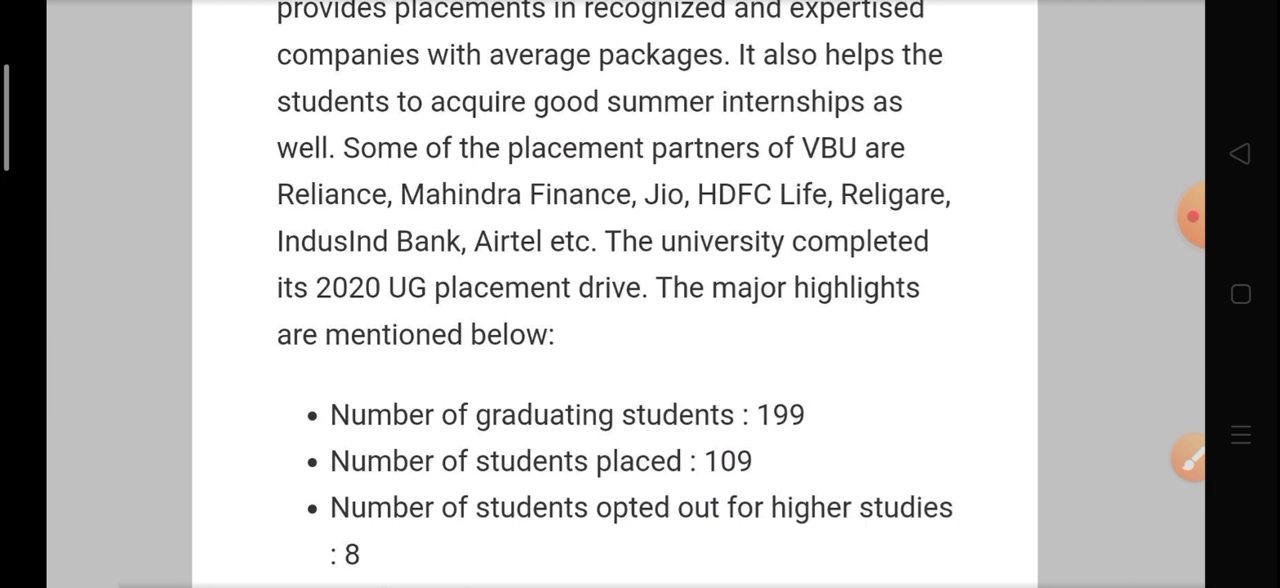 provides placements in recognized and expertised
companies with average packages. It also helps the
students to acquire good summer internships as
well. Some of the placement partners of VBU are
Reliance, Mahindra Finance, Jio, HDFC Life, Religare,
IndusInd Bank, Airtel etc. The university completed
its 2020 UG placement drive. The major highlights
are mentioned below:
• Number of graduating students : 199
• Number of students placed : 109
• Number of students opted out for higher studies
: 8